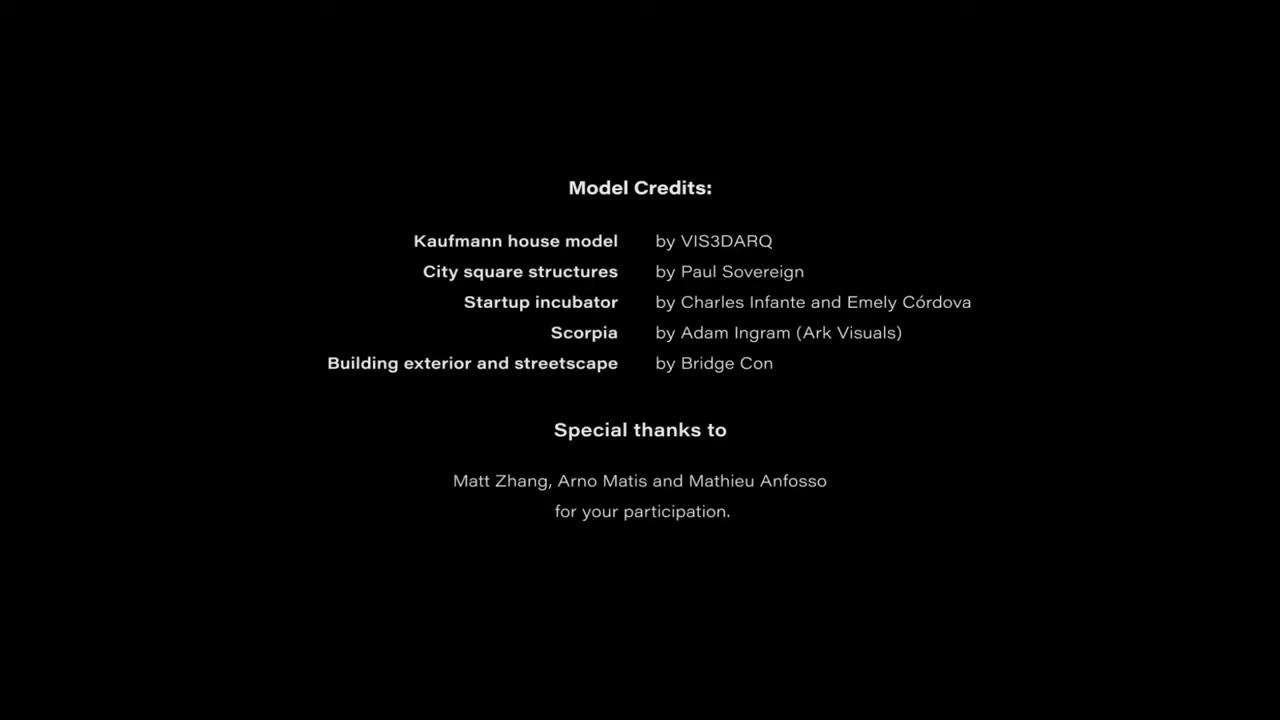 Model Credits:
Kaufmann house model by VIS3DARQ
City square structures by Paul Sovereign
Startup incubator by Charles Infante and Emely Córdova
Scorpia by Adam Ingram (Ark Visuals)
Building exterior and streetscape by Bridge Con
Special thanks to
Matt Zhang, Arno Matis and Mathieu Anfosso
for your participation.